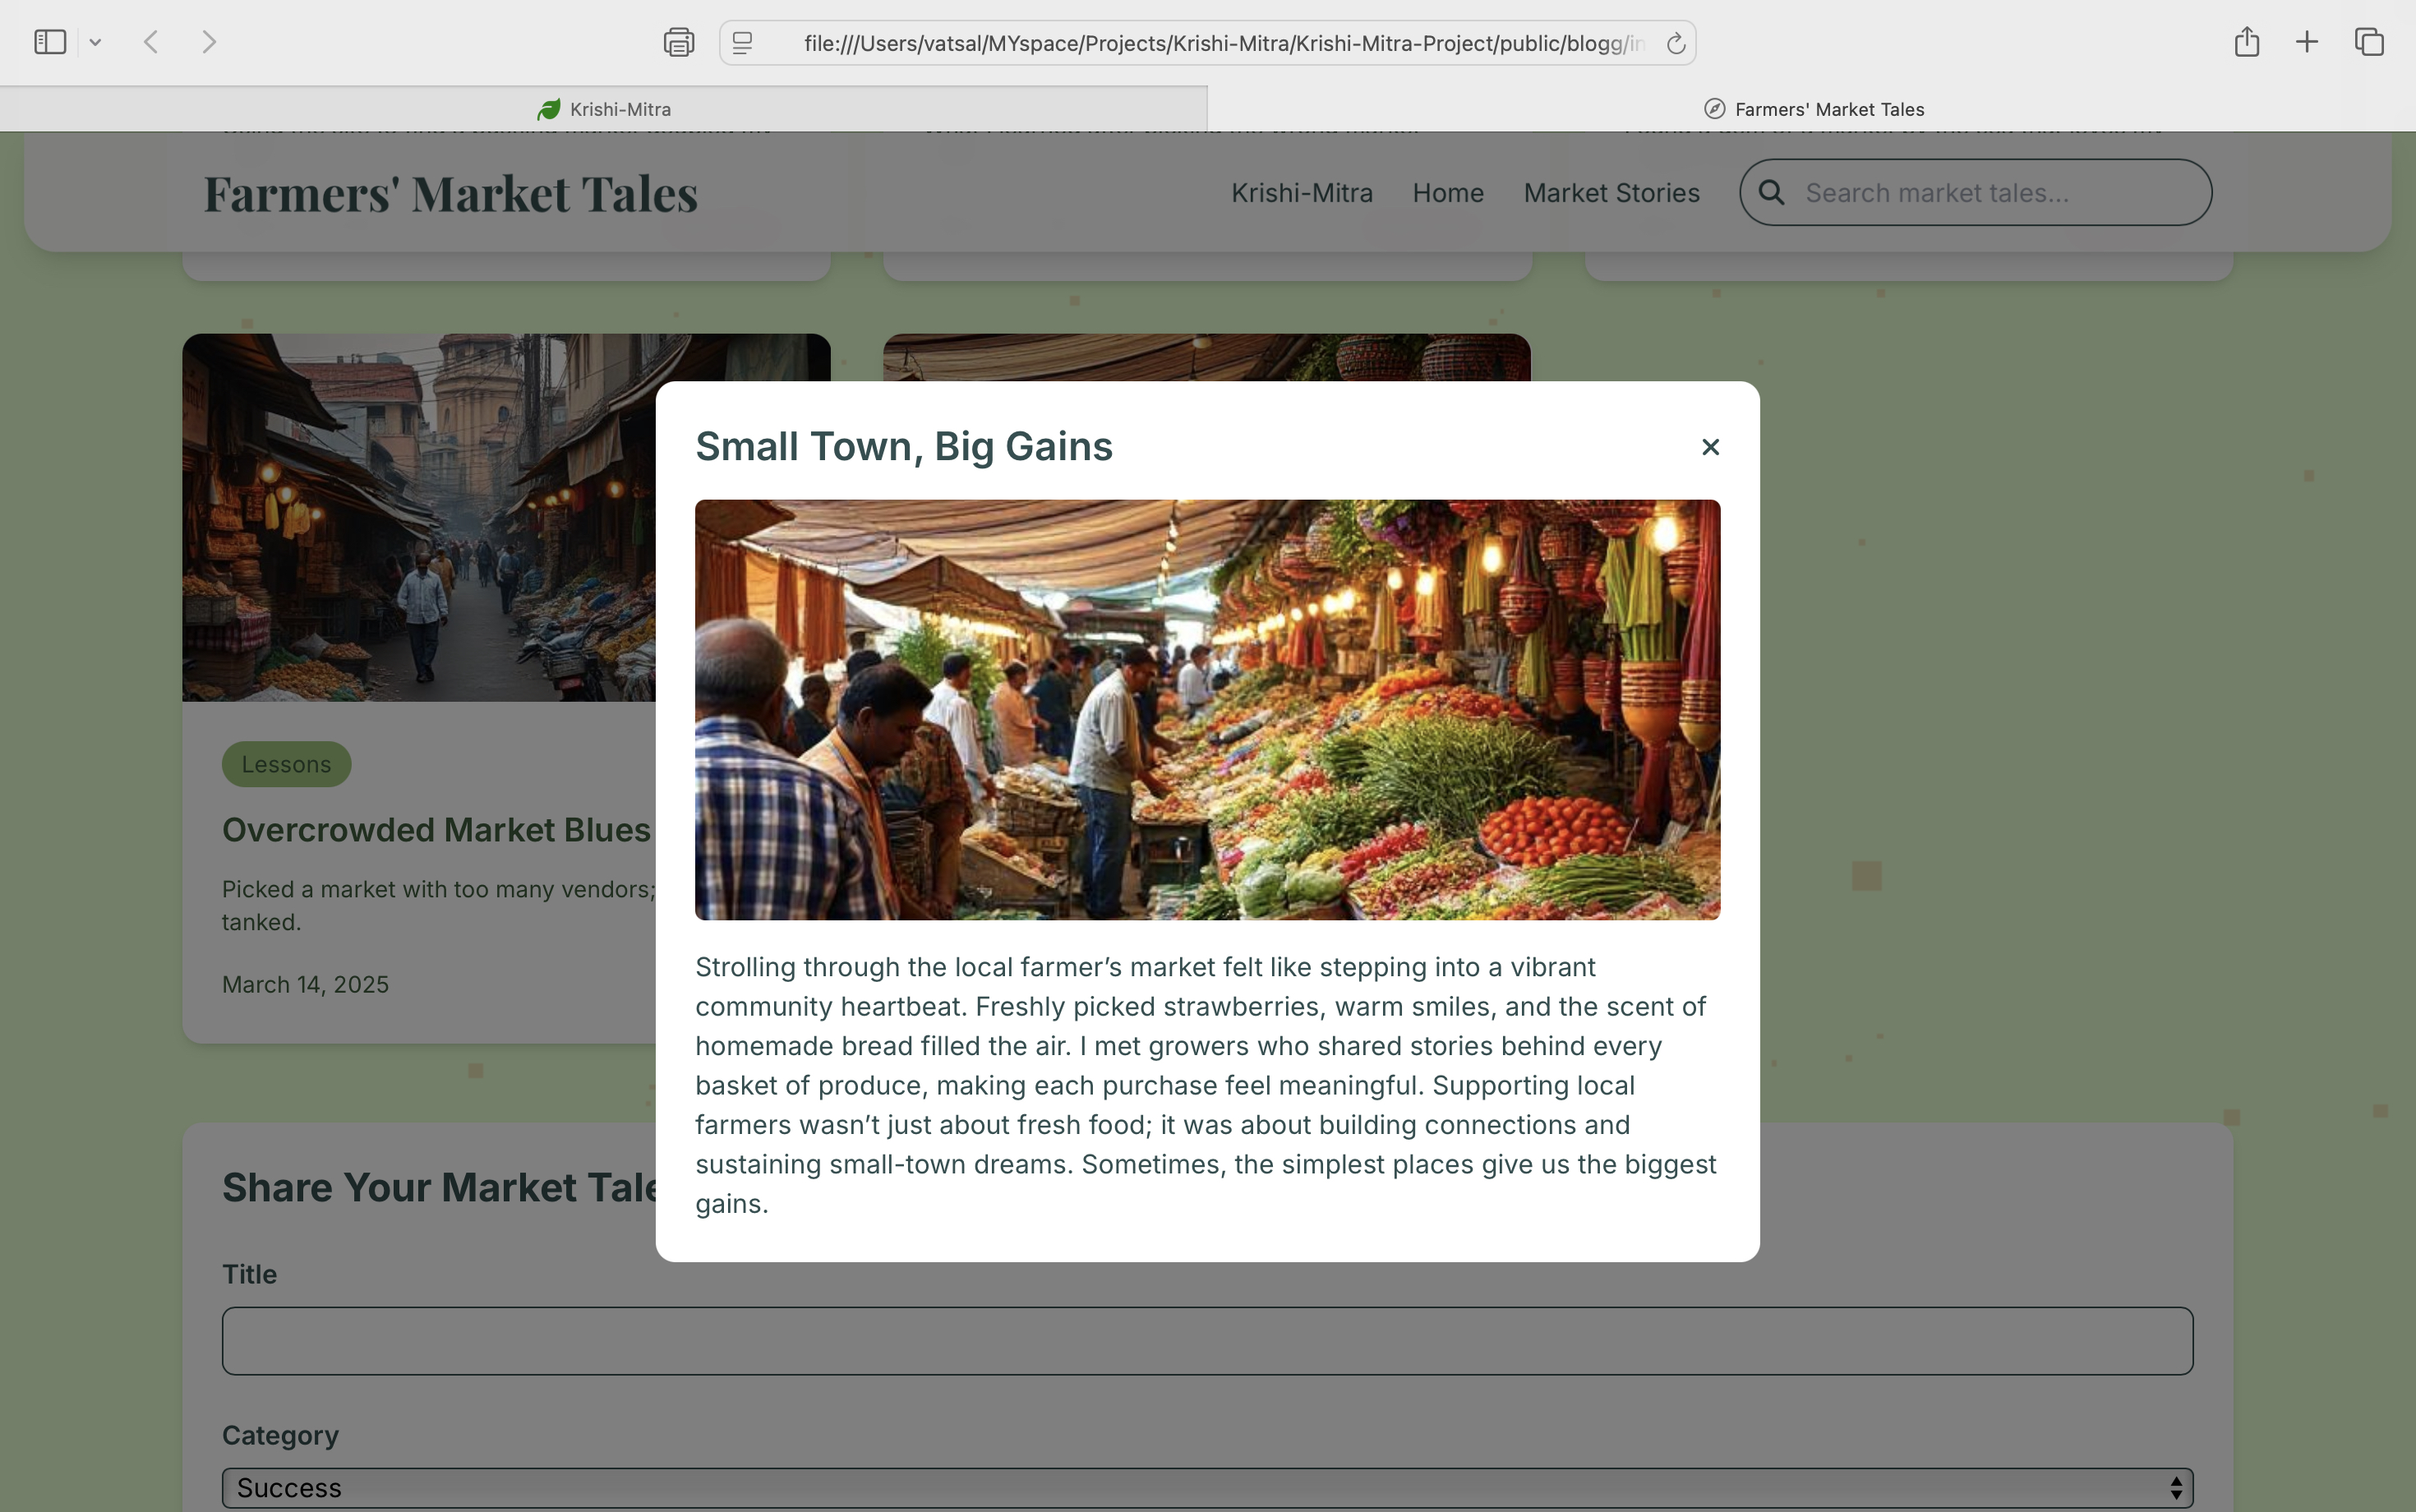 file:///Users/vatsal/MYspace/Projects/Krishi-Mitra/Krishi-Mitra-Project/public/blogg/in
Krishi-Mitra
Farmers' Market Tales
Farmers' Market Tales
Krishi-Mitra
Home
Market Stories
Search market tales...
Small Town, Big Gains
Strolling through the local farmer’s market felt like stepping into a vibrant
community heartbeat. Freshly picked strawberries, warm smiles, and the scent of
homemade bread filled the air. I met growers who shared stories behind every
basket of produce, making each purchase feel meaningful. Supporting local
farmers wasn’t just about fresh food; it was about building connections and
sustaining small-town dreams. Sometimes, the simplest places give us the biggest
gains.
Lessons
Overcrowded Market Blues
Picked a market with too many vendors;
tanked.
March 14, 2025
Share Your Market Tale
Title
Category
Success